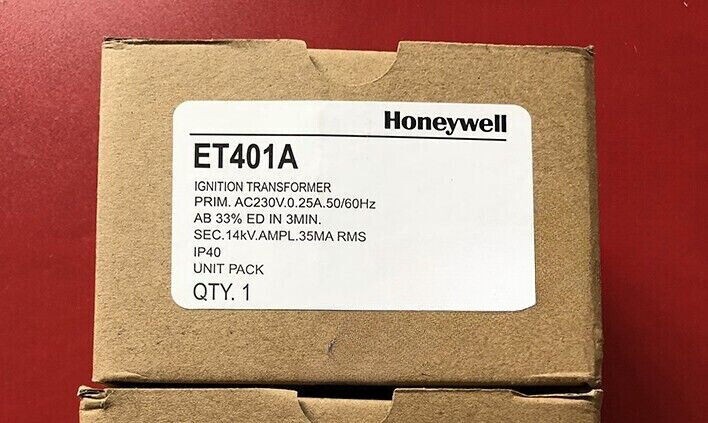 Honeywell
ET401A
IGNITION TRANSFORMER
PRIM. AC230V.0.25A.50/60Hz
AB 33% ED IN 3MIN.
SEC.14kV.AMPL.35MA RMS
IP40
UNIT PACK
QTY. 1